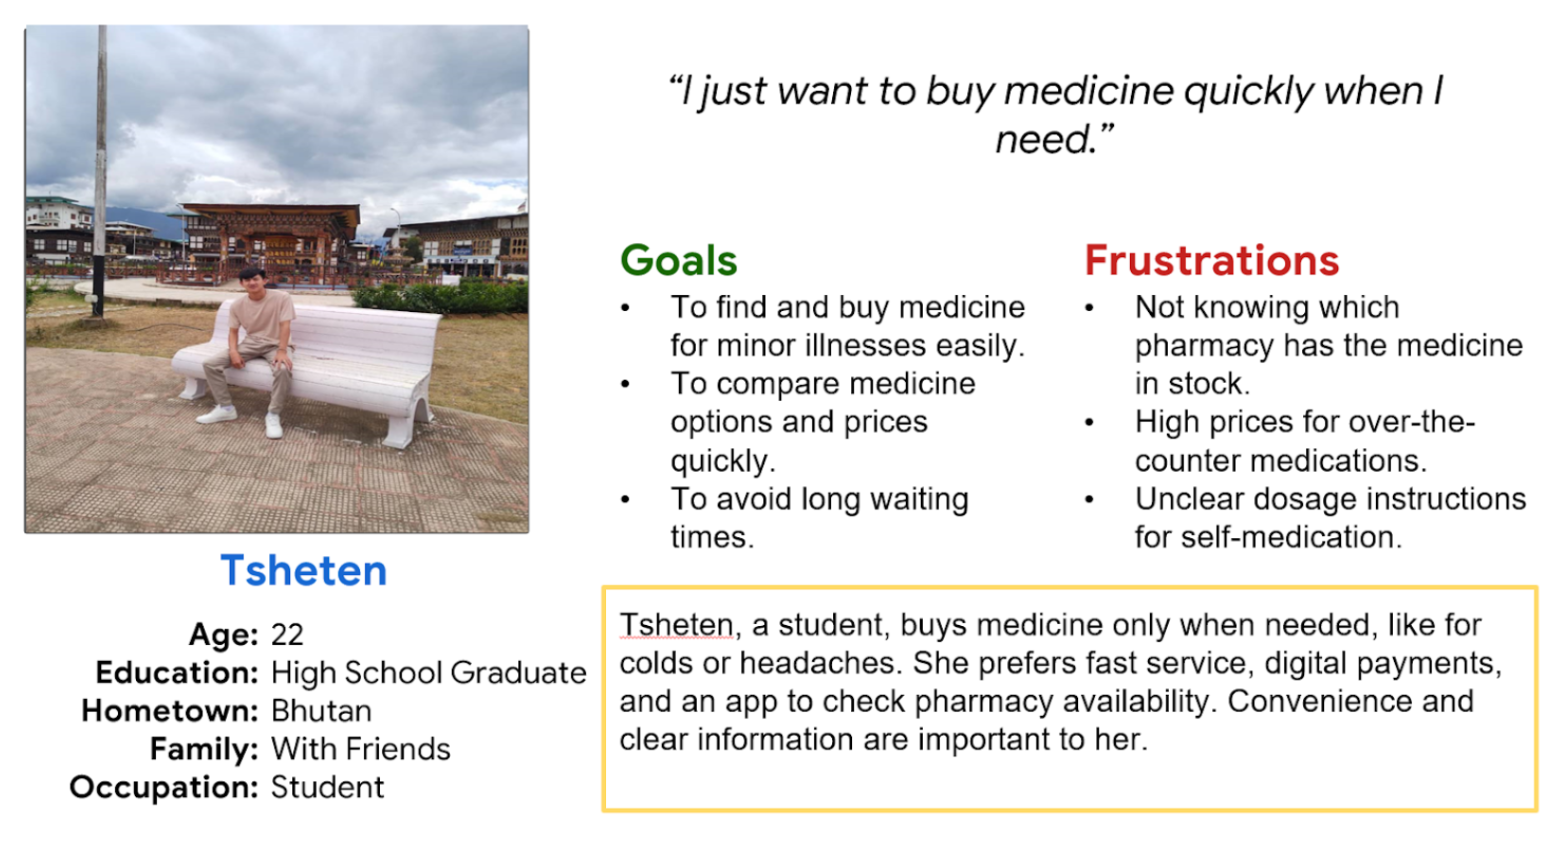 “I just want to buy medicine quickly when I
need.”
Goals
• To find and buy medicine
for minor illnesses easily.
• To compare medicine
options and prices
quickly.
• To avoid long waiting
times.
Frustrations
• Not knowing which
pharmacy has the medicine
in stock.
• High prices for over-the-
counter medications.
• Unclear dosage instructions
for self-medication.
Tsheten
Age: 22
Education: High School Graduate
Hometown: Bhutan
Family: With Friends
Occupation: Student
Tsheten, a student, buys medicine only when needed, like for
colds or headaches. She prefers fast service, digital payments,
and an app to check pharmacy availability. Convenience and
clear information are important to her.